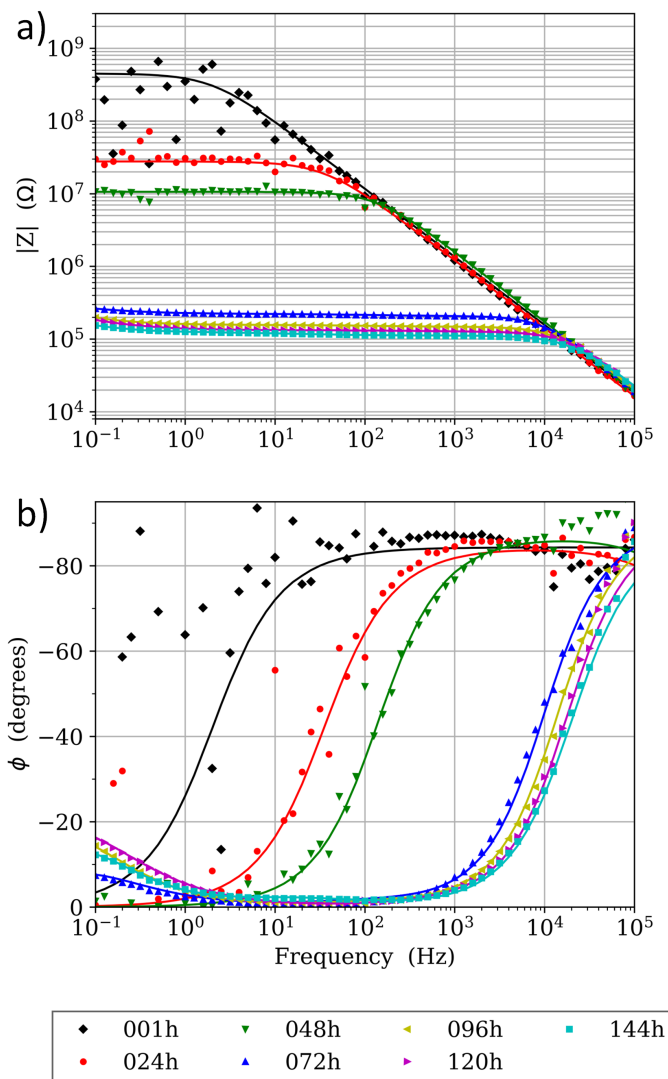 a)
10⁹
10⁸
10⁷
10⁶
10⁵
10⁴
|Z| (Ω)
10⁻¹ 10⁰ 10¹ 10² 10³ 10⁴ 10⁵
b)
−80
−60
−40
−20
0
ϕ (degrees)
10⁻¹ 10⁰ 10¹ 10² 10³ 10⁴ 10⁵
Frequency (Hz)
001h 048h 096h 144h
024h 072h 120h